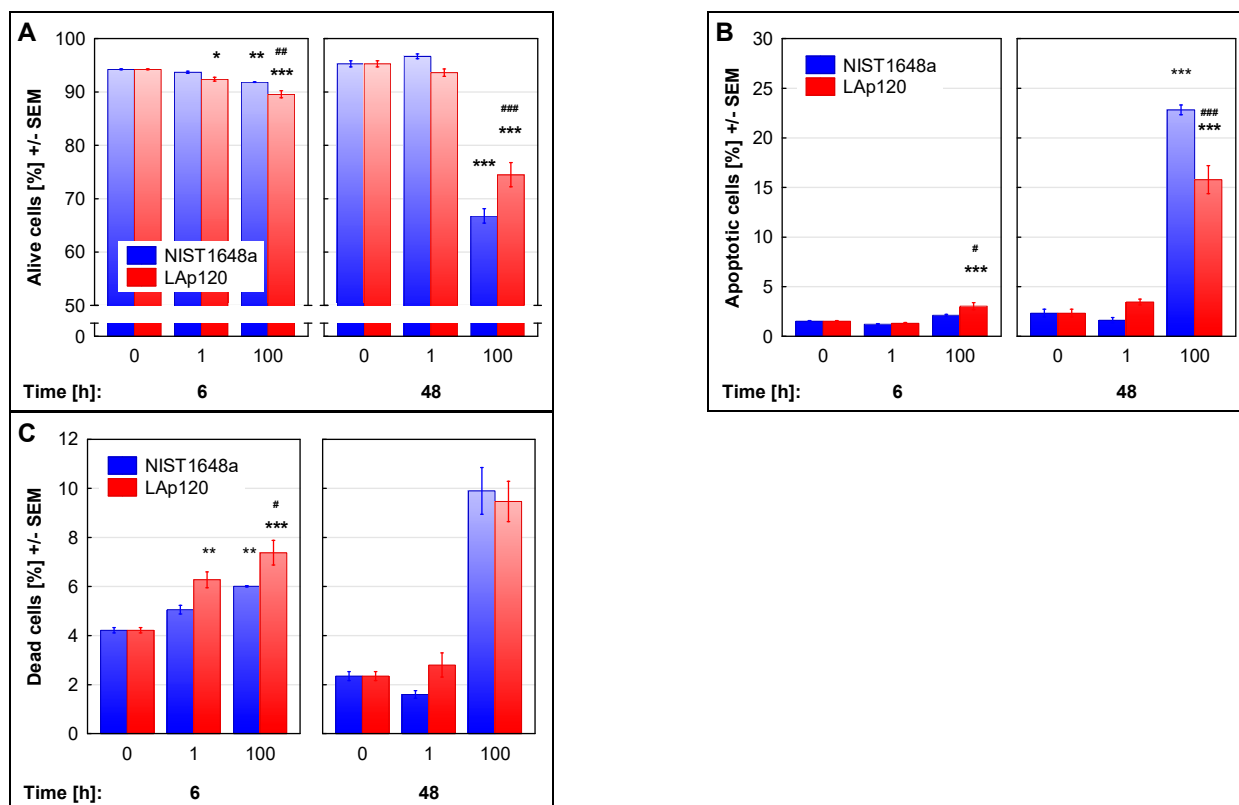 A
Alive cells [%] +/- SEM
100
90
80
70
60
50
0
* ** ##
***
###
***
***
NIST1648a
LAp120
0 1 100 0 1 100
Time [h]: 6 48
B
Apoptotic cells [%] +/- SEM
30
25
20
15
10
5
0
NIST1648a
LAp120
***
###
***
#
***
0 1 100 0 1 100
Time [h]: 6 48
C
Dead cells [%] +/- SEM
12
10
8
6
4
2
0
NIST1648a
LAp120
#
***
** **
0 1 100 0 1 100
Time [h]: 6 48